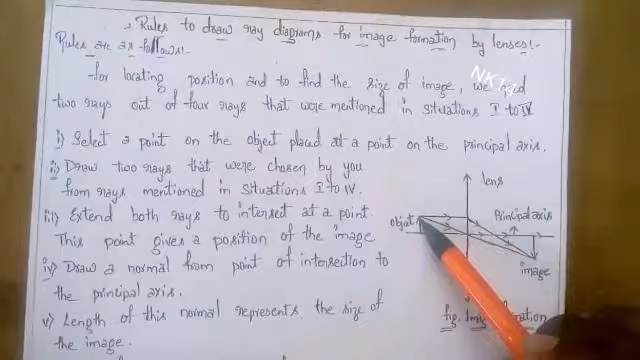 Rules to draw ray diagrams for image formation by lenses:-
Rules are as follows:
for locating position and to find the size of image, we
two rays out of four rays that were mentioned in situations I to IV
i) Select a point on the object placed at a point on the principal axis.
ii) Draw two rays that were chosen by you
from rays mentioned in situations I to IV.
iii) Extend both rays to interset at a point
This point gives a position of the image
iv) Draw a normal from point of intersection to
the principal axis.
v) Length of this normal represents the size of
the image.
lens
Principal axis
object
image
fig.